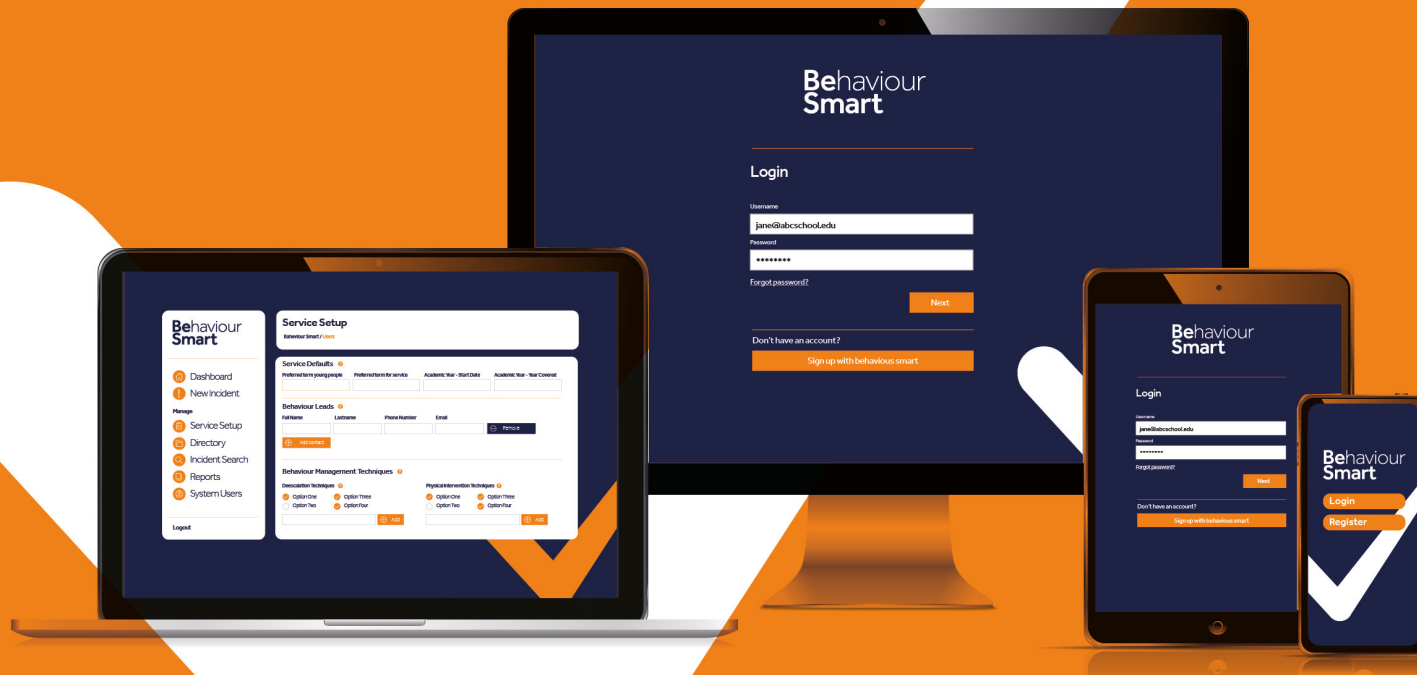 Behaviour
Smart
Login
Username
jane@abcschool.edu
Password
********
Forgot password?
Next
Don't have an account?
Sign up with behavious smart
Behaviour
Smart
Dashboard
New Incident
Manage
Service Setup
Directory
Incident Search
Reports
System Users
Logout
Service Setup
Behaviour Smart / Users
Service Defaults
Preferred term young people Preferred term for service Academic Year - Start Date Academic Year - Year Covered
Behaviour Leads
Full Name Lastname Phone Number Email
Remove
Add contact
Behaviour Management Techniques
Deescalation Techniques Physical Intervention Techniques
Option One Option Three Option One Option Three
Option Two Option Four Option Two Option Four
Add Add
Behaviour
Smart
Login
Username
jane@abcschool.edu
Password
********
Forgot password?
Next
Don't have an account?
Sign up with behavious smart
Behaviour
Smart
Login
Register